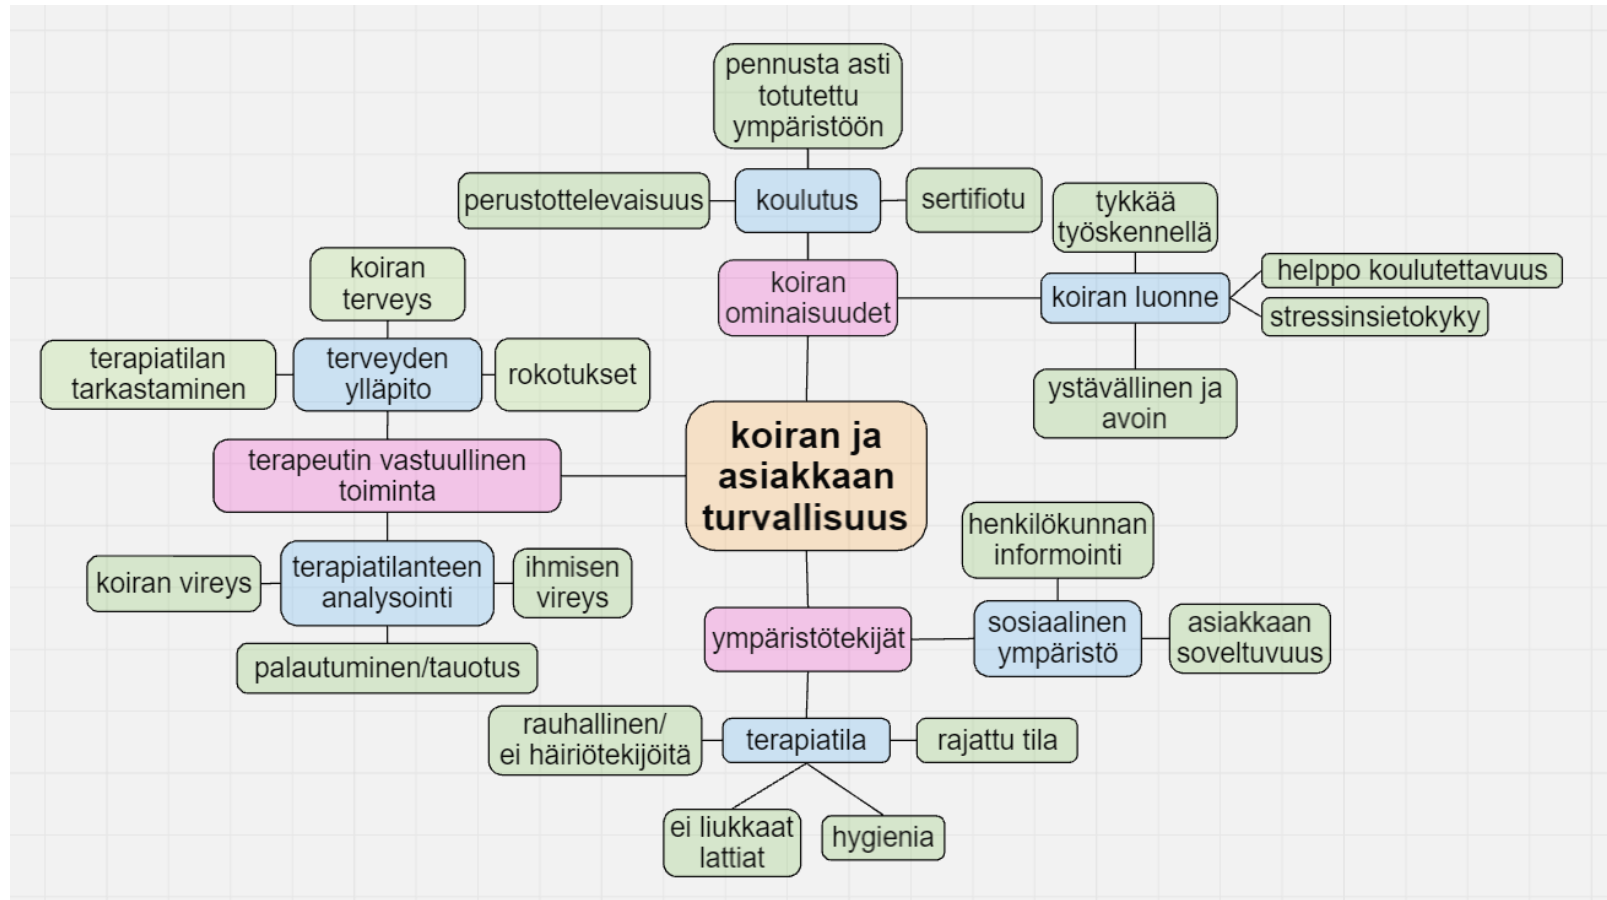 pennusta asti
totutettu
ympäristöön
perustottelevaisuus
koulutus
sertifiotu
tykkää
työskennellä
koiran
terveys
koiran
ominaisuudet
koiran luonne
helppo koulutettavuus
stressinsietokyky
terapiatilan
tarkastaminen
terveyden
ylläpito
rokotukset
ystävällinen ja
avoin
terapeutin vastuullinen
toiminta
koiran ja
asiakkaan
turvallisuus
henkilökunnan
informointi
koiran vireys
terapiatilanteen
analysointi
ihmisen
vireys
ympäristötekijät
sosiaalinen
ympäristö
asiakkaan
soveltuvuus
palautuminen/tauotus
rauhallinen/
ei häiriötekijöitä
terapiatila
rajattu tila
ei liukkaat
lattiat
hygienia